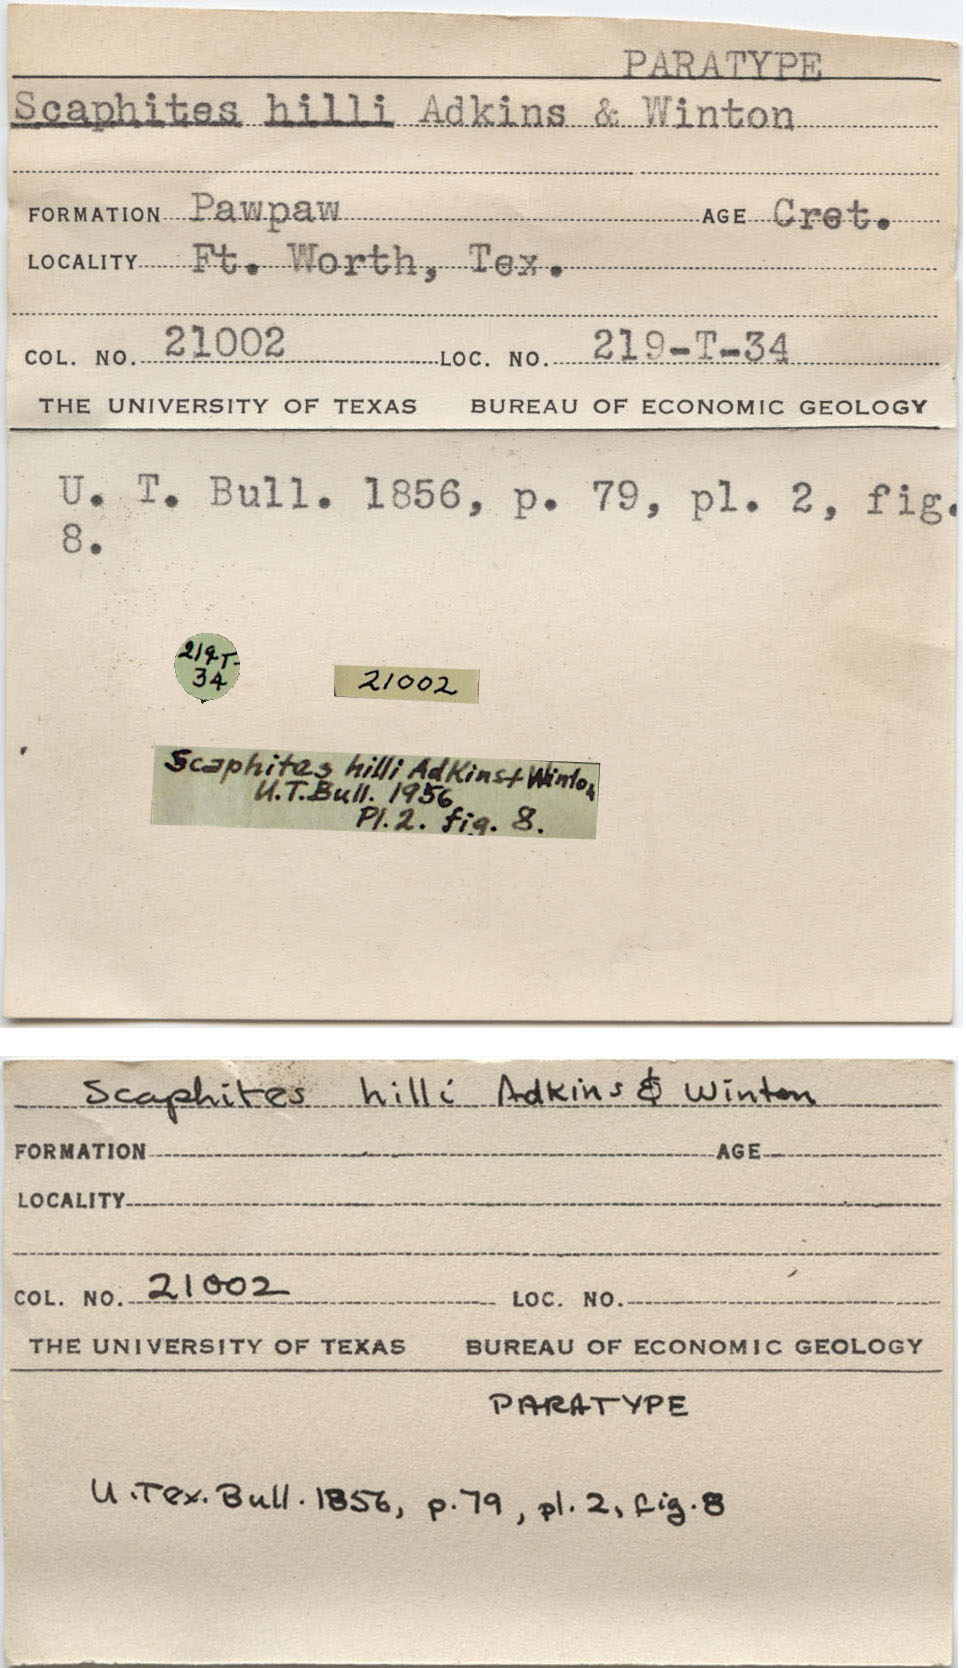 PARATYPE
Scaphites hilli Adkins & Winton
FORMATION Pawpaw AGE Cret.
LOCALITY Ft. Worth, Tex.
COL. NO. 21002 LOC. NO. 219-T-34
THE UNIVERSITY OF TEXAS BUREAU OF ECONOMIC GEOLOGY
U. T. Bull. 1856, p. 79, pl. 2, fig.
8.
219T-
34
21002
Scaphites hilli Adkins + Winton
U.T. Bull. 1956
Pl. 2. fig. 8.
Scaphites hilli Adkins & Winton
FORMATION AGE
LOCALITY
COL. NO. 21002 LOC. NO.
THE UNIVERSITY OF TEXAS BUREAU OF ECONOMIC GEOLOGY
PARATYPE
U. Tex. Bull. 1856, p. 79, pl. 2, fig. 8